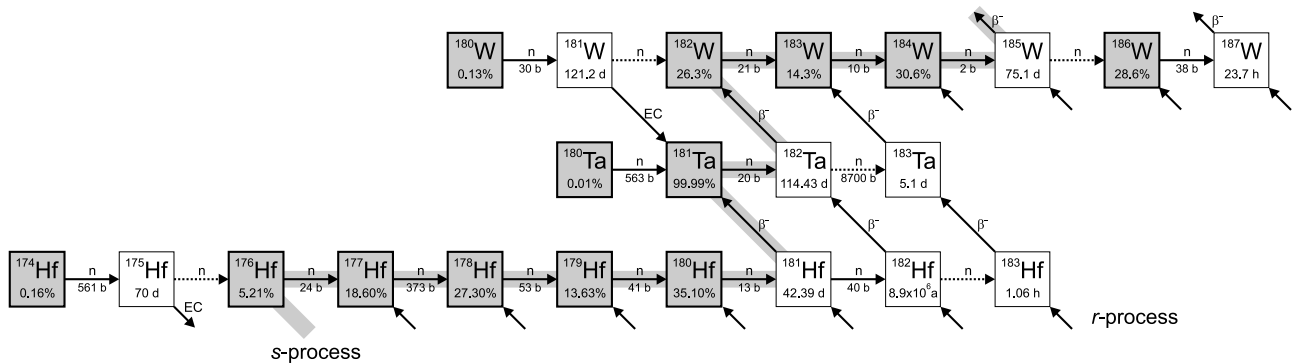 β⁻ β⁻
¹⁸⁰W n ¹⁸¹W n ¹⁸²W n ¹⁸³W n ¹⁸⁴W n ¹⁸⁵W n ¹⁸⁶W n ¹⁸⁷W
0.13% 30 b 121.2 d 26.3% 21 b 14.3% 10 b 30.6% 2 b 75.1 d 28.6% 38 b 23.7 h
EC β⁻ β⁻
¹⁸⁰Ta n ¹⁸¹Ta n ¹⁸²Ta n ¹⁸³Ta
0.01% 563 b 99.99% 20 b 114.43 d 8700 b 5.1 d
β⁻ β⁻ β⁻
¹⁷⁴Hf n ¹⁷⁵Hf n ¹⁷⁶Hf n ¹⁷⁷Hf n ¹⁷⁸Hf n ¹⁷⁹Hf n ¹⁸⁰Hf n ¹⁸¹Hf n ¹⁸²Hf n ¹⁸³Hf
0.16% 561 b 70 d 5.21% 24 b 18.60% 373 b 27.30% 53 b 13.63% 41 b 35.10% 13 b 42.39 d 40 b 8.9x10⁶a 1.06 h
EC
r-process
s-process